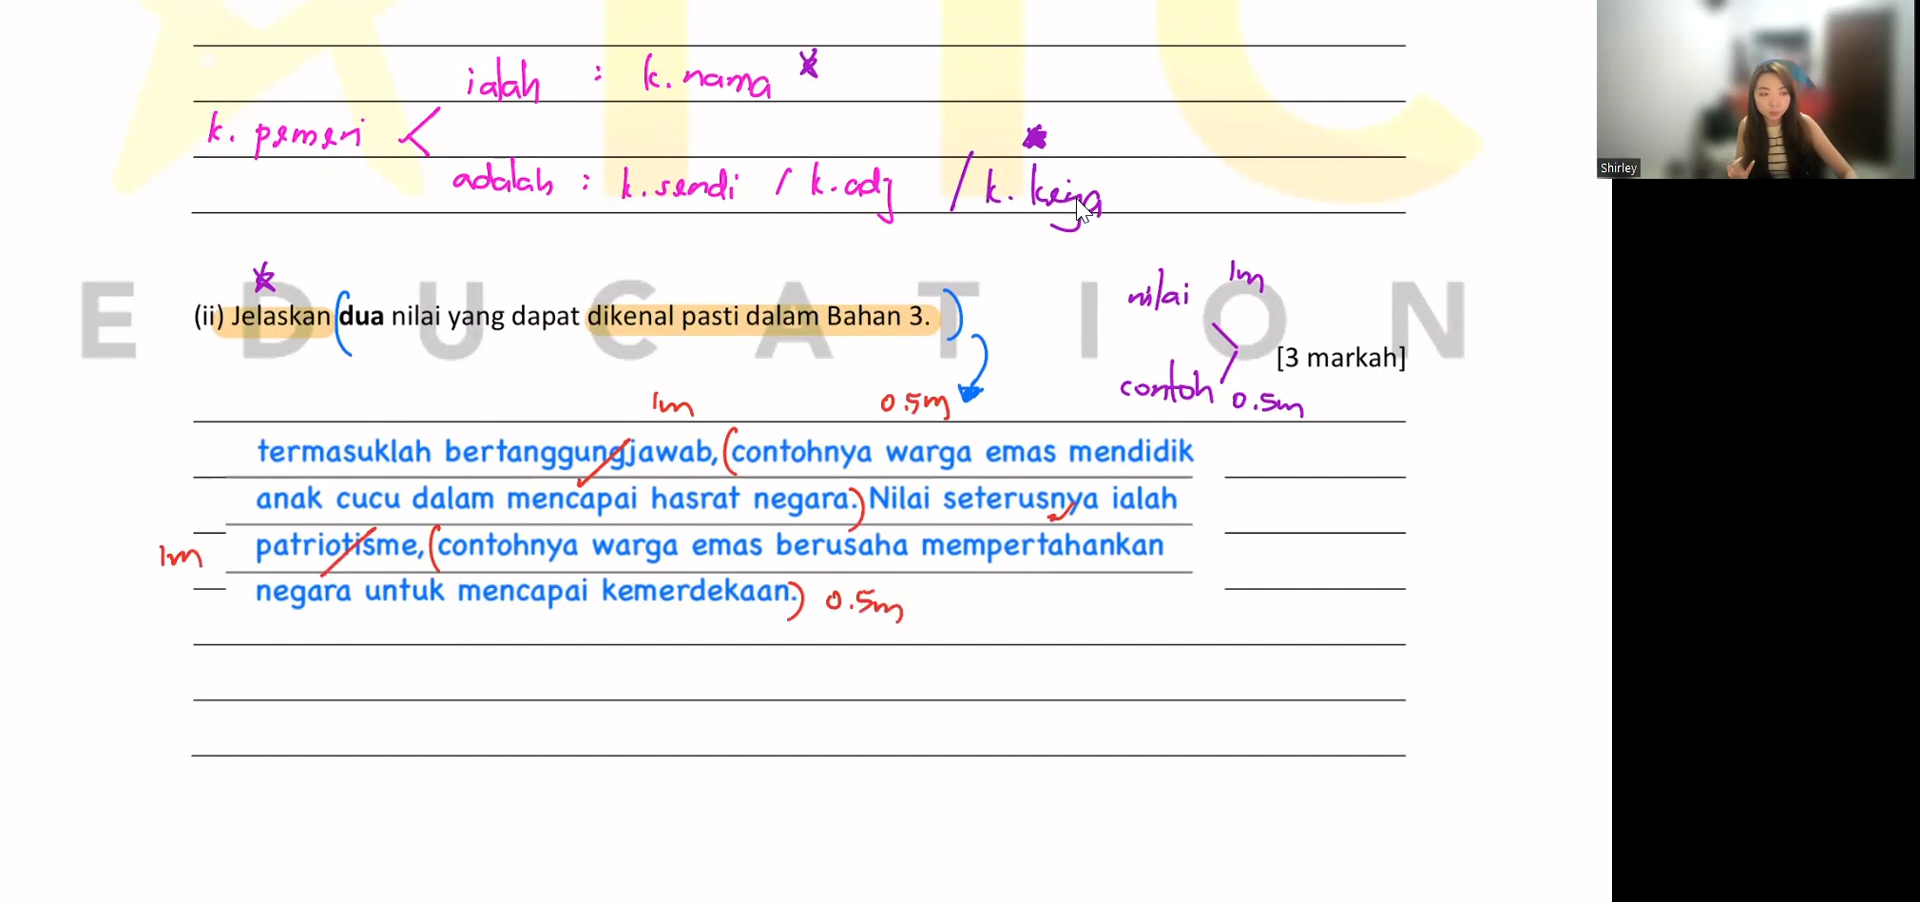 ialah : k. nama
k. pemeri <
adalah : k. sendi / k. adj / k. kerja
EDUCATION
(ii) Jelaskan (dua nilai yang dapat dikenal pasti dalam Bahan 3.)
nilai 1m
[3 markah]
contoh 0.5m
1m 0.5m
termasuklah bertanggungjawab, (contohnya warga emas mendidik
anak cucu dalam mencapai hasrat negara.) Nilai seterusnya ialah
1m patriotisme, (contohnya warga emas berusaha mempertahankan
negara untuk mencapai kemerdekaan.) 0.5m
Shirley